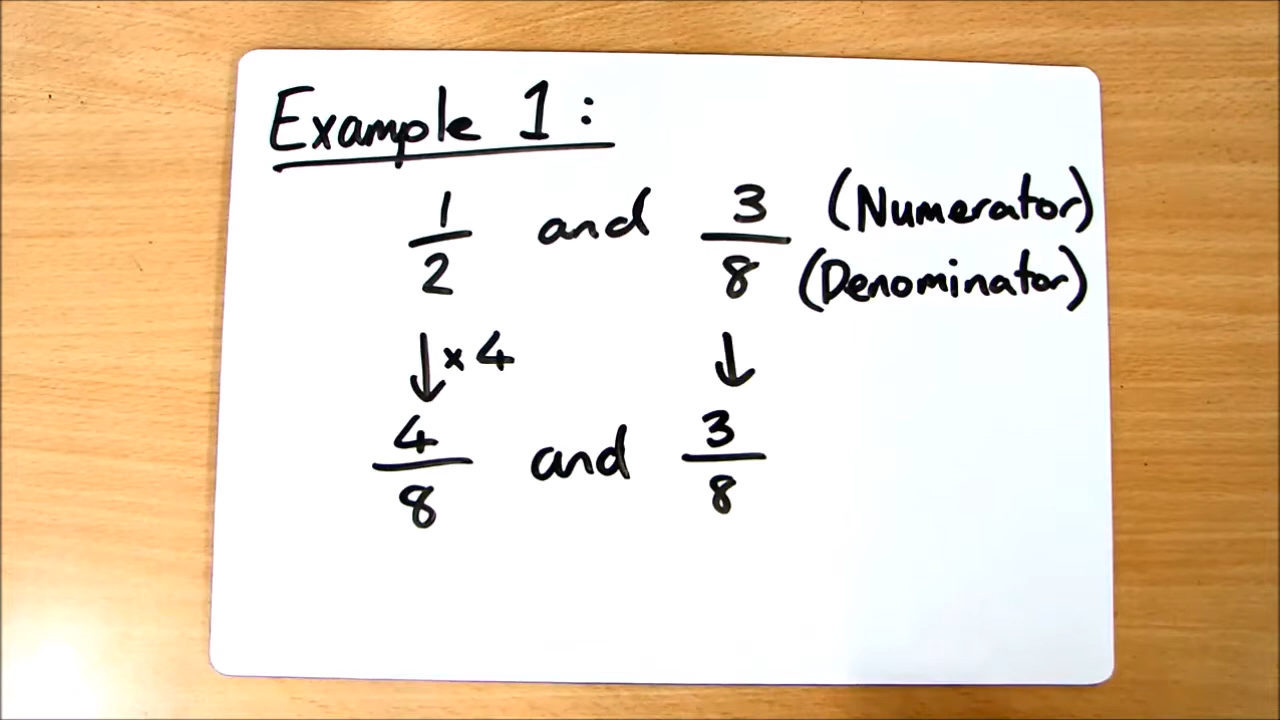 Example 1:
1/2 and 3/8 (Numerator)
(Denominator)
↓×4 ↓
4/8 and 3/8